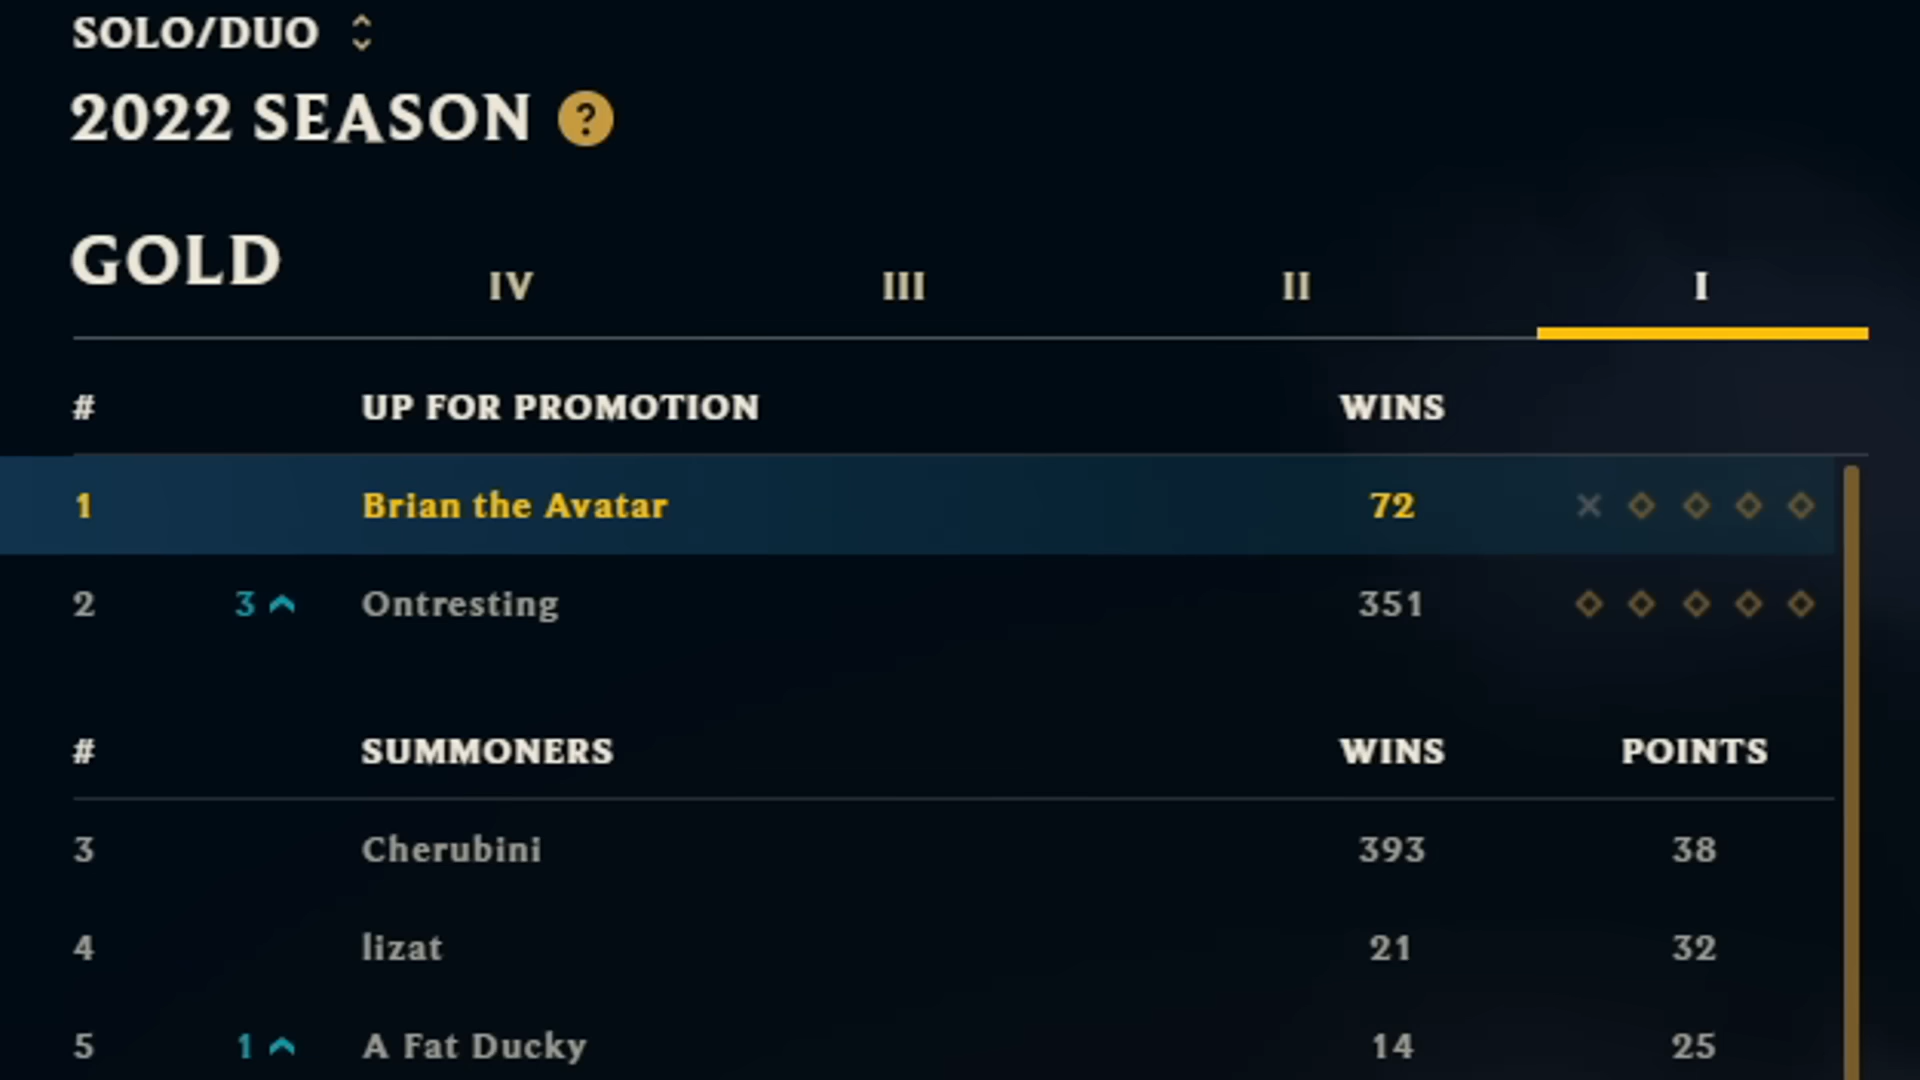 SOLO/DUO
2022 SEASON ?
GOLD IV III II I
# UP FOR PROMOTION WINS
1 Brian the Avatar 72
2 3 Ontresting 351
# SUMMONERS WINS POINTS
3 Cherubini 393 38
4 lizat 21 32
5 1 A Fat Ducky 14 25